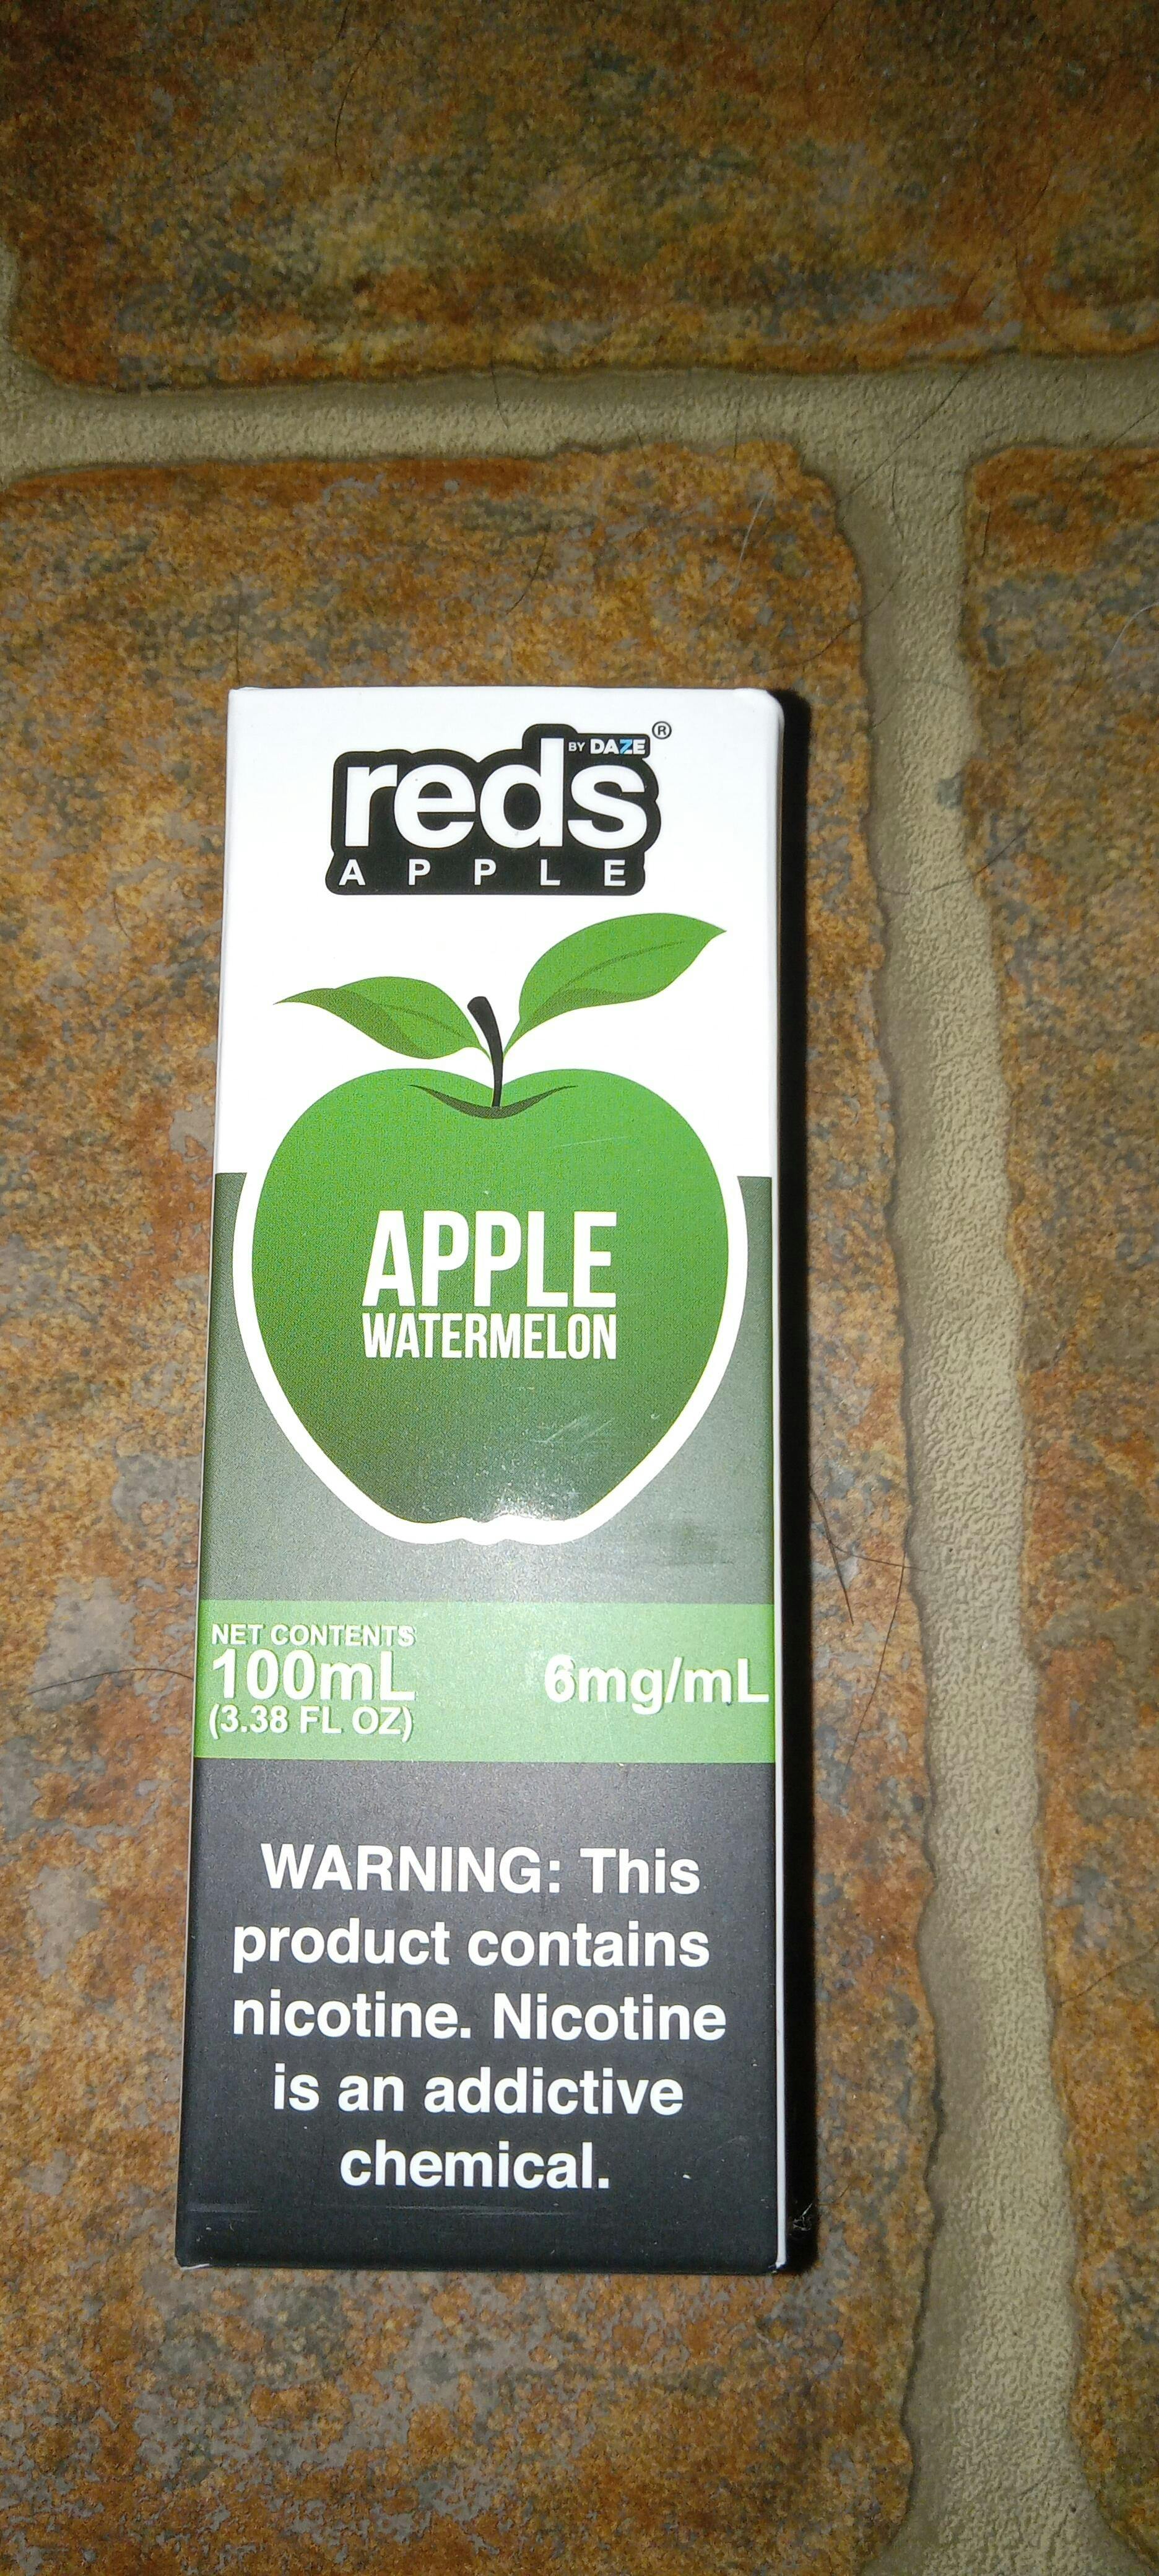 BY DAZE ®
reds
APPLE
APPLE
WATERMELON
NET CONTENTS
100mL
(3.38 FL OZ)
6mg/mL
WARNING: This
product contains
nicotine. Nicotine
is an addictive
chemical.